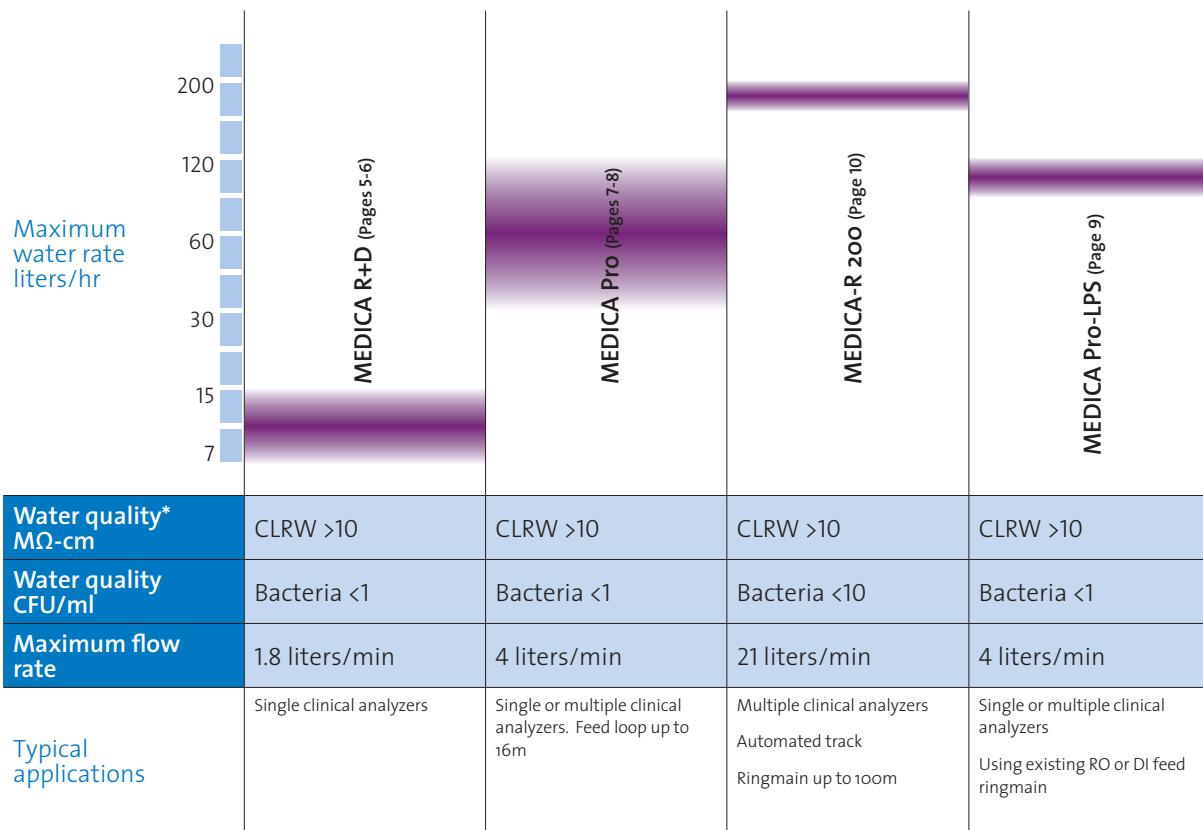 Maximum
water rate
liters/hr
200
120
60
30
15
7
MEDICA R+D (Pages 5-6)
MEDICA Pro (Pages 7-8)
MEDICA-R 200 (Page 10)
MEDICA Pro-LPS (Page 9)
Water quality*
MΩ-cm
CLRW >10
CLRW >10
CLRW >10
CLRW >10
Water quality
CFU/ml
Bacteria <1
Bacteria <1
Bacteria <10
Bacteria <1
Maximum flow
rate
1.8 liters/min
4 liters/min
21 liters/min
4 liters/min
Typical
applications
Single clinical analyzers
Single or multiple clinical
analyzers.  Feed loop up to
16m
Multiple clinical analyzers
Automated track
Ringmain up to 100m
Single or multiple clinical
analyzers
Using existing RO or DI feed
ringmain